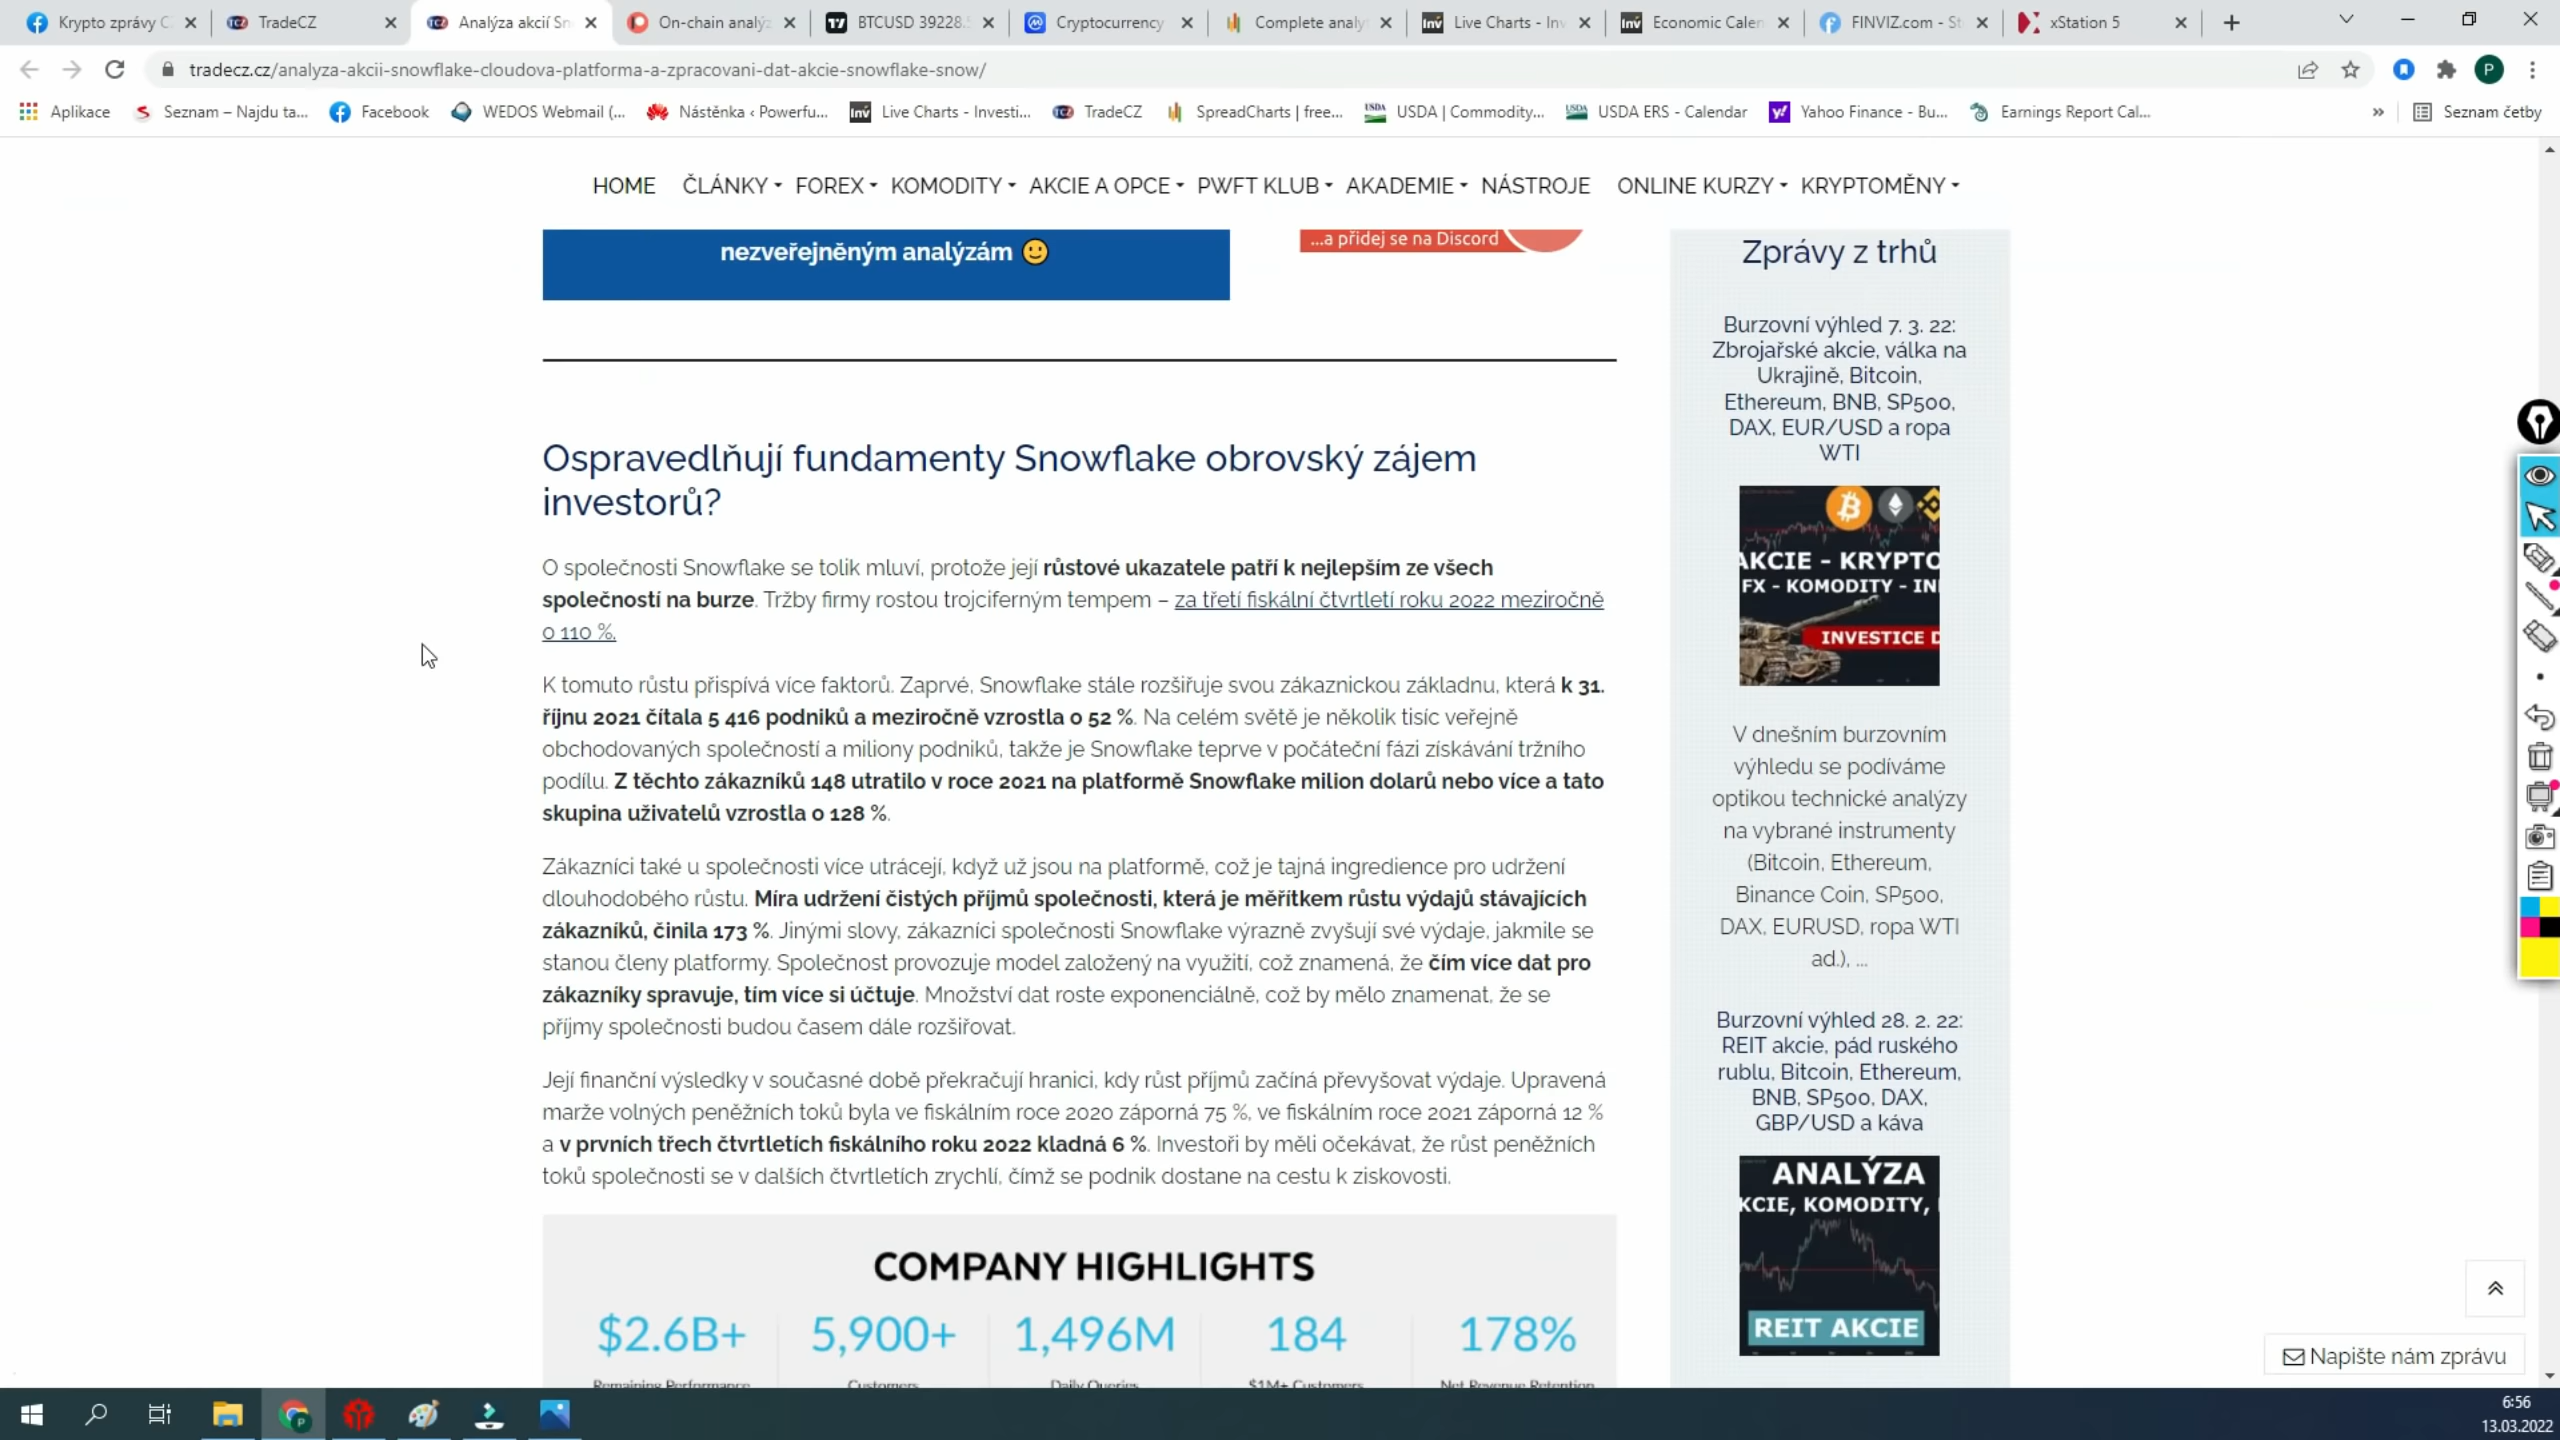 Krypto zprávy C
TradeCZ
Analýza akcií Sn
On-chain analýz
BTCUSD 39228.
Cryptocurrency
Complete analy
Live Charts - Inv
Economic Calen
FINVIZ.com - St
xStation 5
tradecz.cz/analyza-akcii-snowflake-cloudova-platforma-a-zpracovani-dat-akcie-snowflake-snow/
P
Aplikace
Seznam – Najdu ta...
Facebook
WEDOS Webmail (...
Nástěnka ‹ Powerfu...
Live Charts - Investi...
TradeCZ
SpreadCharts | free...
USDA | Commodity...
USDA ERS - Calendar
Yahoo Finance - Bu...
Earnings Report Cal...
»
Seznam četby
HOME ČLÁNKY FOREX KOMODITY AKCIE A OPCE PWFT KLUB AKADEMIE NÁSTROJE ONLINE KURZY KRYPTOMĚNY
nezveřejněným analýzám 🙂
...a přidej se na Discord
Ospravedlňují fundamenty Snowflake obrovský zájem
investorů?
O společnosti Snowflake se tolik mluví, protože její růstové ukazatele patří k nejlepším ze všech
společností na burze. Tržby firmy rostou trojciferným tempem – za třetí fiskální čtvrtletí roku 2022 meziročně
o 110 %.
K tomuto růstu přispívá více faktorů. Zaprvé, Snowflake stále rozšiřuje svou zákaznickou základnu, která k 31.
říjnu 2021 čítala 5 416 podniků a meziročně vzrostla o 52 %. Na celém světě je několik tisíc veřejně
obchodovaných společností a miliony podniků, takže je Snowflake teprve v počáteční fázi získávání tržního
podílu. Z těchto zákazníků 148 utratilo v roce 2021 na platformě Snowflake milion dolarů nebo více a tato
skupina uživatelů vzrostla o 128 %.
Zákazníci také u společnosti více utrácejí, když už jsou na platformě, což je tajná ingredience pro udržení
dlouhodobého růstu. Míra udržení čistých příjmů společnosti, která je měřítkem růstu výdajů stávajících
zákazníků, činila 173 %. Jinými slovy, zákazníci společnosti Snowflake výrazně zvyšují své výdaje, jakmile se
stanou členy platformy. Společnost provozuje model založený na využití, což znamená, že čím více dat pro
zákazníky spravuje, tím více si účtuje. Množství dat roste exponenciálně, což by mělo znamenat, že se
příjmy společnosti budou časem dále rozšiřovat.
Její finanční výsledky v současné době překračují hranici, kdy růst příjmů začíná převyšovat výdaje. Upravená
marže volných peněžních toků byla ve fiskálním roce 2020 záporná 75 %, ve fiskálním roce 2021 záporná 12 %
a v prvních třech čtvrtletích fiskálního roku 2022 kladná 6 %. Investoři by měli očekávat, že růst peněžních
toků společnosti se v dalších čtvrtletích zrychlí, čímž se podnik dostane na cestu k ziskovosti.
COMPANY HIGHLIGHTS
$2.6B+ 5,900+ 1,496M 184 178%
Remaining Performance Customers Daily Queries $1M+ Customers Net Revenue Retention
Zprávy z trhů
Burzovní výhled 7. 3. 22:
Zbrojařské akcie, válka na
Ukrajině, Bitcoin,
Ethereum, BNB, SP500,
DAX, EUR/USD a ropa
WTI
AKCIE - KRYPTO
FX - KOMODITY - IN
INVESTICE D
V dnešním burzovním
výhledu se podíváme
optikou technické analýzy
na vybrané instrumenty
(Bitcoin, Ethereum,
Binance Coin, SP500,
DAX, EURUSD, ropa WTI
ad.), ...
Burzovní výhled 28. 2. 22:
REIT akcie, pád ruského
rublu, Bitcoin, Ethereum,
BNB, SP500, DAX,
GBP/USD a káva
ANALÝZA
KCIE, KOMODITY,
REIT AKCIE
Napište nám zprávu
6:56
13.03.2022